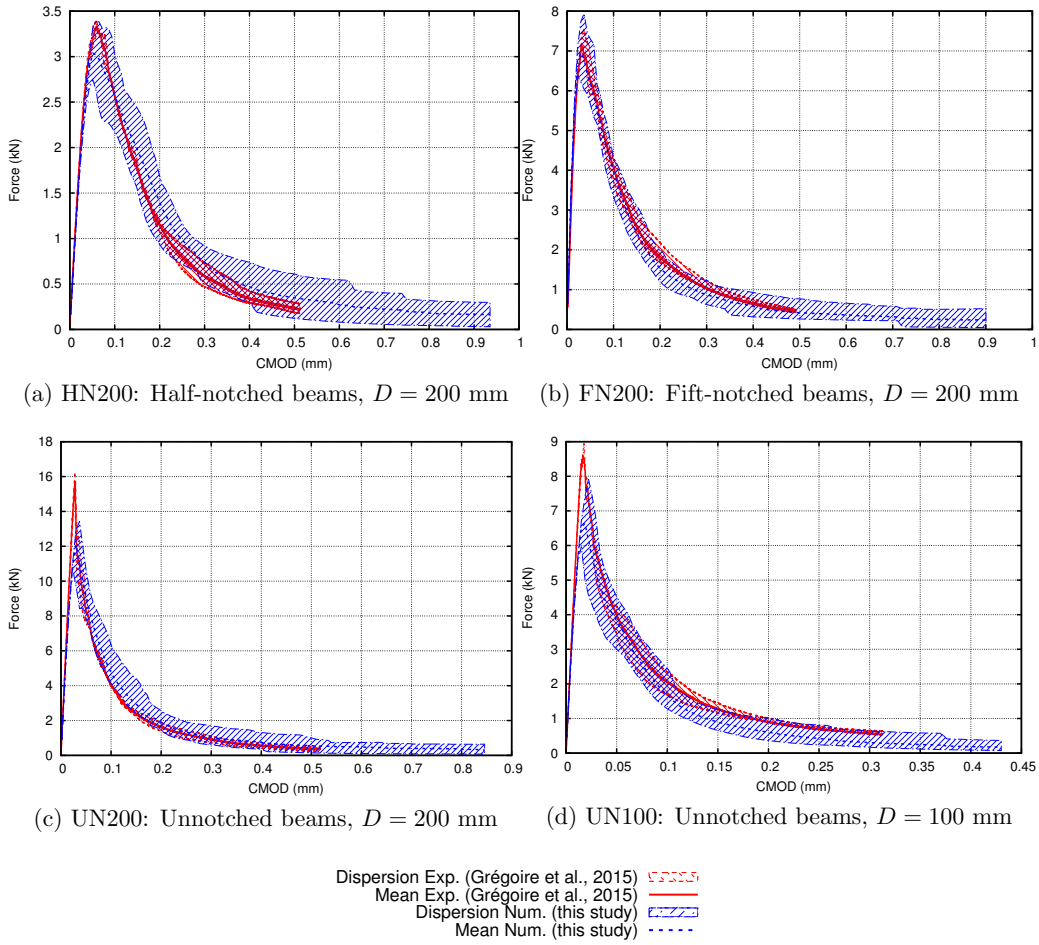 3.5
3
2.5
2
1.5
1
0.5
0
Force (kN)
0 0.1 0.2 0.3 0.4 0.5 0.6 0.7 0.8 0.9 1
CMOD (mm)
(a) HN200: Half-notched beams, D = 200 mm
8
7
6
5
4
3
2
1
0
Force (kN)
0 0.1 0.2 0.3 0.4 0.5 0.6 0.7 0.8 0.9 1
CMOD (mm)
(b) FN200: Fift-notched beams, D = 200 mm
18
16
14
12
10
8
6
4
2
0
Force (kN)
0 0.1 0.2 0.3 0.4 0.5 0.6 0.7 0.8 0.9
CMOD (mm)
(c) UN200: Unnotched beams, D = 200 mm
9
8
7
6
5
4
3
2
1
0
Force (kN)
0 0.05 0.1 0.15 0.2 0.25 0.3 0.35 0.4 0.45
CMOD (mm)
(d) UN100: Unnotched beams, D = 100 mm
Dispersion Exp. (Grégoire et al., 2015)
Mean Exp. (Grégoire et al., 2015)
Dispersion Num. (this study)
Mean Num. (this study)